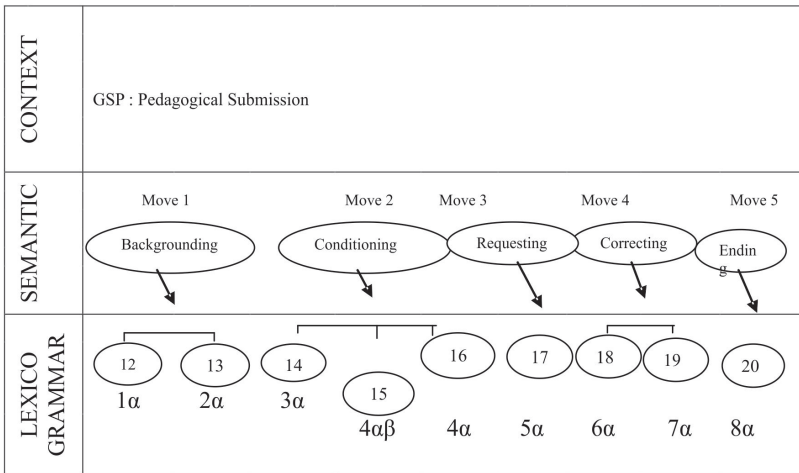 CONTEXT
GSP : Pedagogical Submission
SEMANTIC
Move 1 Move 2 Move 3 Move 4 Move 5
Backgrounding Conditioning Requesting Correcting Endin
g
LEXICO
GRAMMAR
12 13 14 15 16 17 18 19 20
1α 2α 3α 4αβ 4α 5α 6α 7α 8α